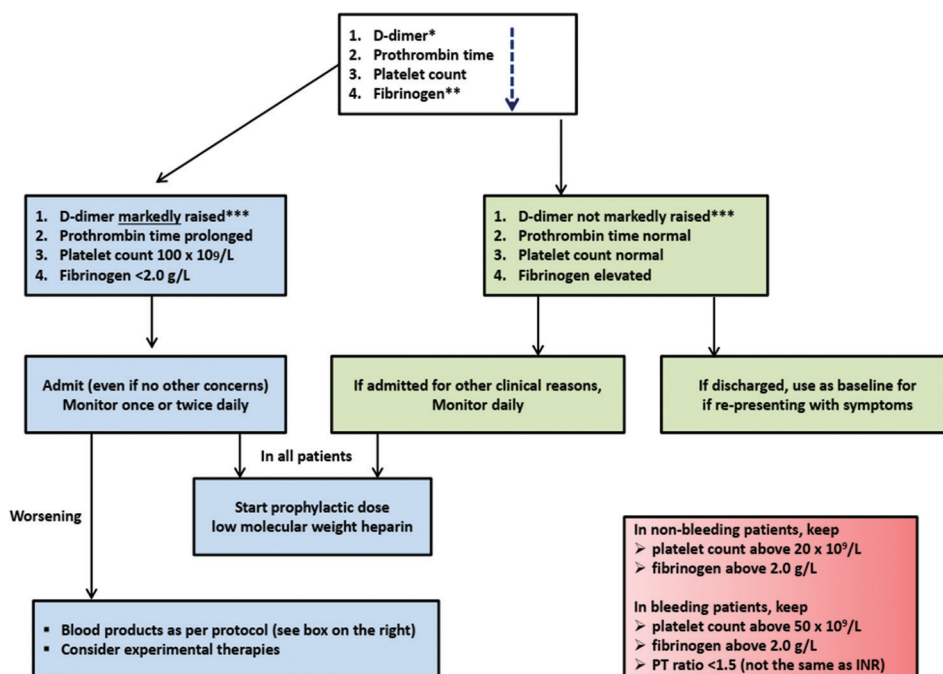 1. D-dimer*
2. Prothrombin time
3. Platelet count
4. Fibrinogen**
1. D-dimer markedly raised***
2. Prothrombin time prolonged
3. Platelet count 100 x 109/L
4. Fibrinogen <2.0 g/L
1. D-dimer not markedly raised***
2. Prothrombin time normal
3. Platelet count normal
4. Fibrinogen elevated
Admit (even if no other concerns)
Monitor once or twice daily
If admitted for other clinical reasons,
Monitor daily
If discharged, use as baseline for
if re-presenting with symptoms
In all patients
Worsening
Start prophylactic dose
low molecular weight heparin
In non-bleeding patients, keep
➢ platelet count above 20 x 10⁹/L
➢ fibrinogen above 2.0 g/L
In bleeding patients, keep
➢ platelet count above 50 x 10⁹/L
➢ fibrinogen above 2.0 g/L
➢ PT ratio <1.5 (not the same as INR)
▪ Blood products as per protocol (see box on the right)
▪ Consider experimental therapies